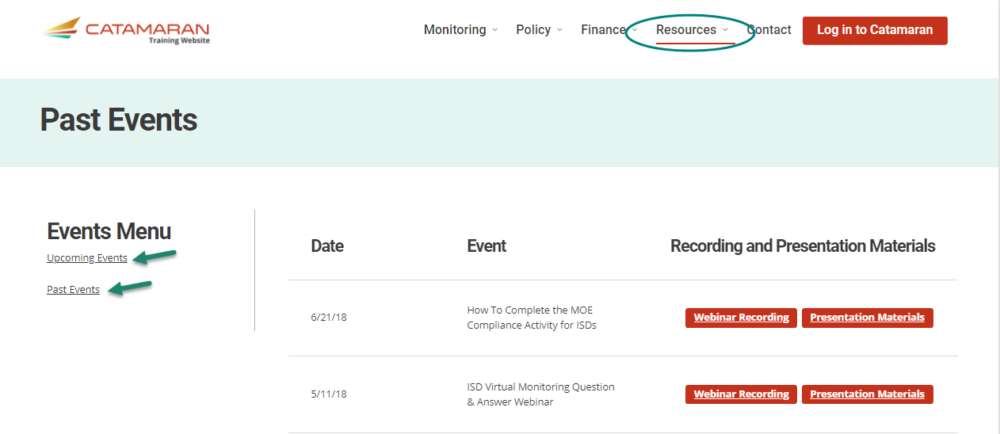 CATAMARAN
Training Website
Monitoring Policy Finance Resources Contact Log in to Catamaran
Past Events
Events Menu
Upcoming Events
Past Events
Date Event Recording and Presentation Materials
6/21/18
How To Complete the MOE
Compliance Activity for ISDs
Webinar Recording Presentation Materials
5/11/18
ISD Virtual Monitoring Question
& Answer Webinar
Webinar Recording Presentation Materials